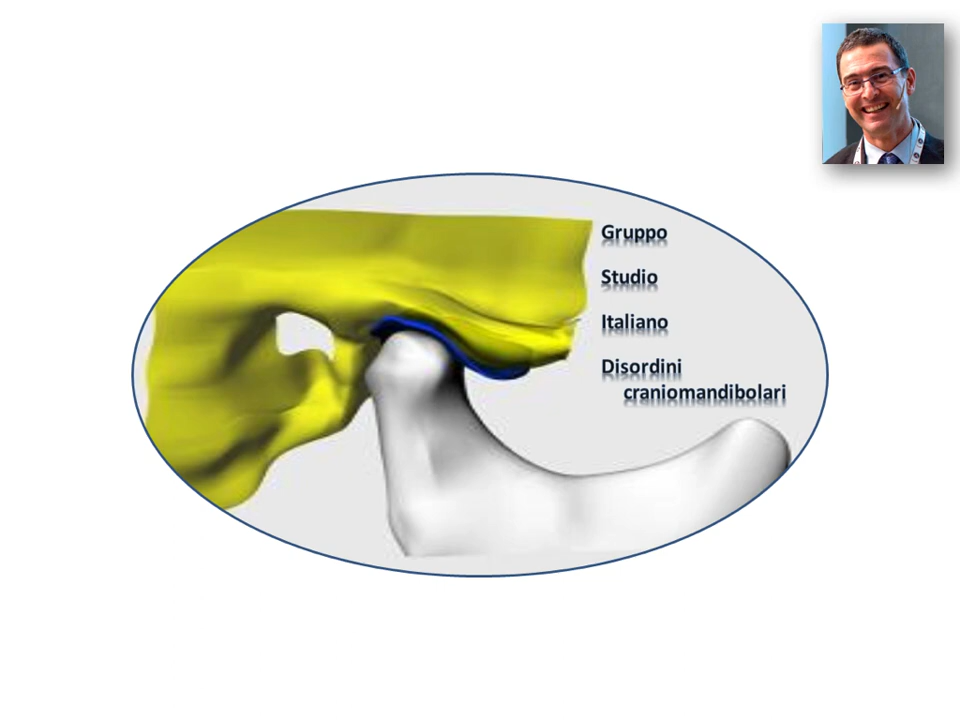 Gruppo
Studio
Italiano
Disordini
craniomandibolari